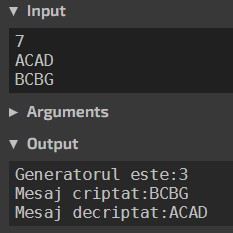 ▼ Input
7
ACAD
BCBG
► Arguments
▼ Output
Generatorul este:3
Mesaj criptat:BCBG
Mesaj decriptat:ACAD